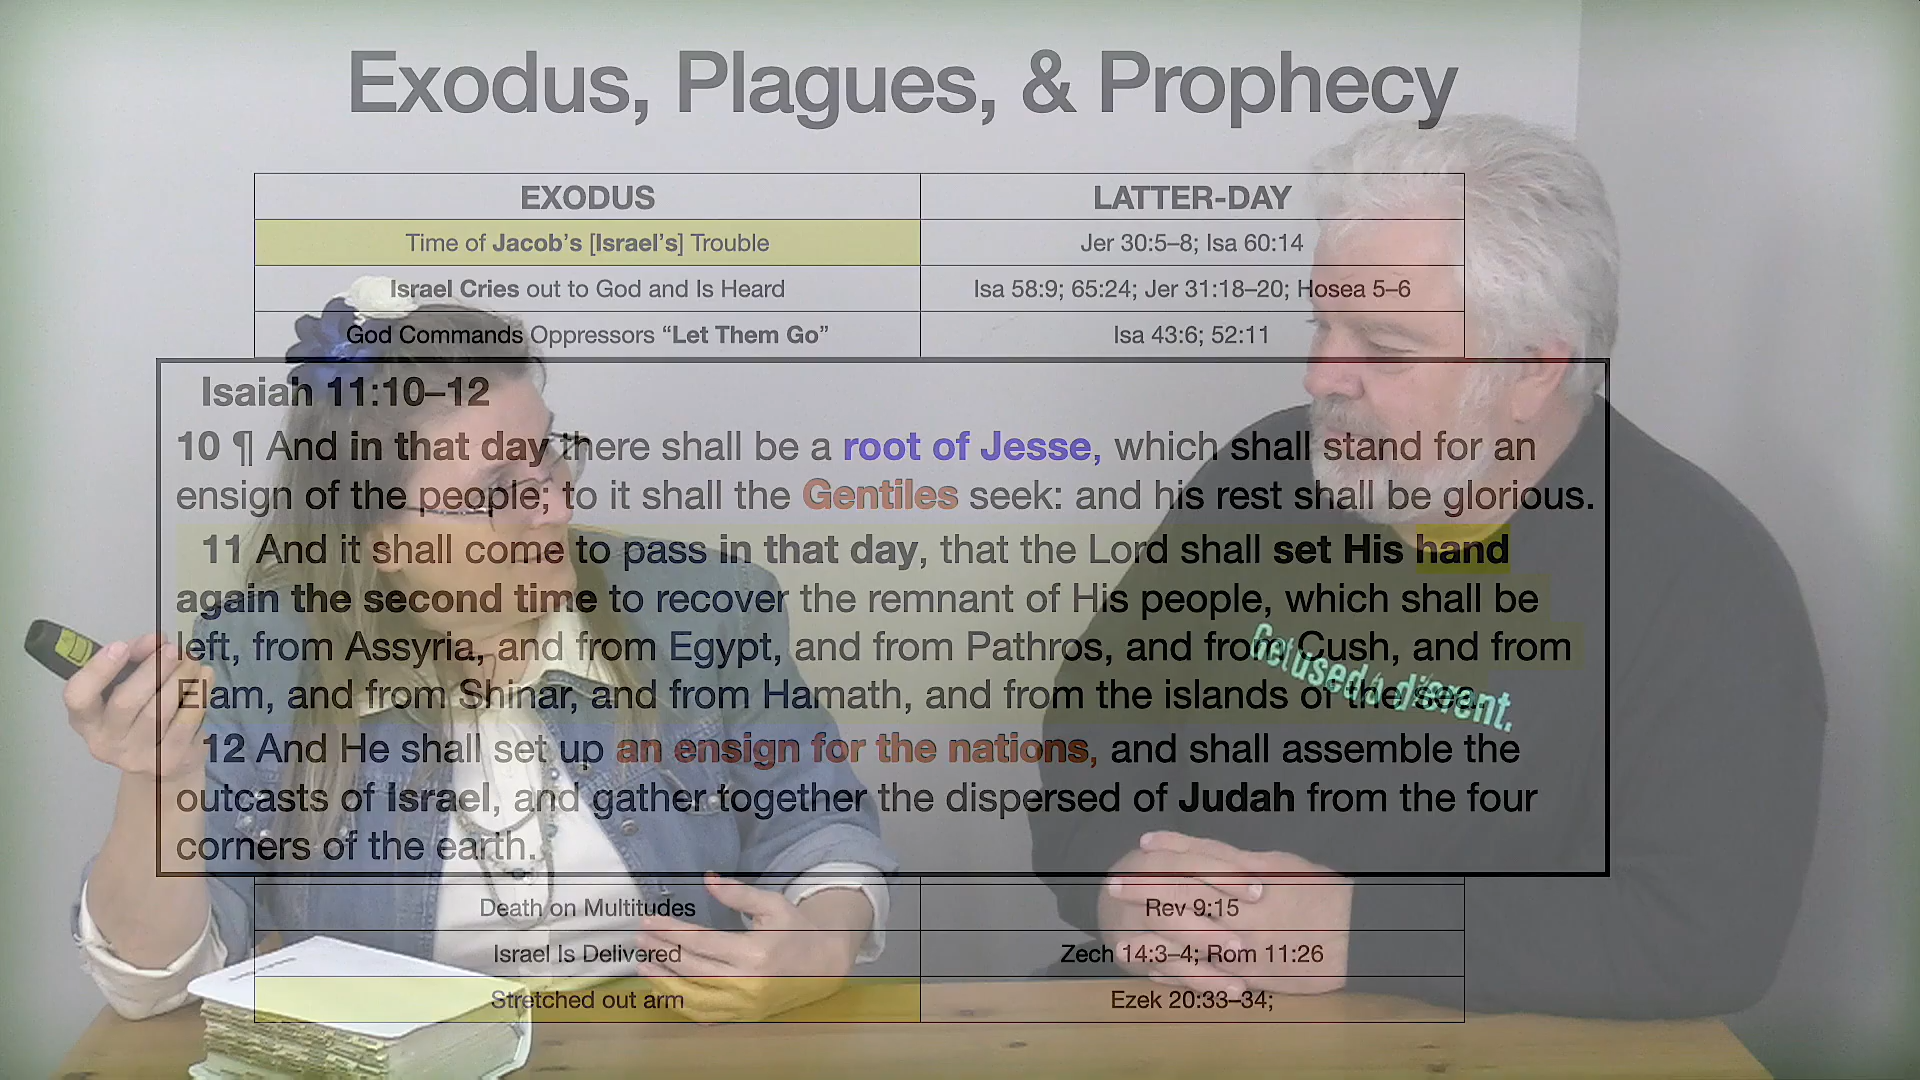 Exodus, Plagues, & Prophecy
EXODUS LATTER-DAY
Time of Jacob’s [Israel’s] Trouble Jer 30:5–8; Isa 60:14
Israel Cries out to God and Is Heard Isa 58:9; 65:24; Jer 31:18–20; Hosea 5–6
God Commands Oppressors “Let Them Go” Isa 43:6; 52:11
Isaiah 11:10–12
10 ¶ And in that day there shall be a root of Jesse, which shall stand for an
ensign of the people; to it shall the Gentiles seek: and his rest shall be glorious.
11 And it shall come to pass in that day, that the Lord shall set His hand
again the second time to recover the remnant of His people, which shall be
left, from Assyria, and from Egypt, and from Pathros, and from Cush, and from
Elam, and from Shinar, and from Hamath, and from the islands of the sea.
12 And He shall set up an ensign for the nations, and shall assemble the
outcasts of Israel, and gather together the dispersed of Judah from the four
corners of the earth.
Get used
Death on Multitudes Rev 9:15
Israel Is Delivered Zech 14:3–4; Rom 11:26
Stretched out arm Ezek 20:33–34;